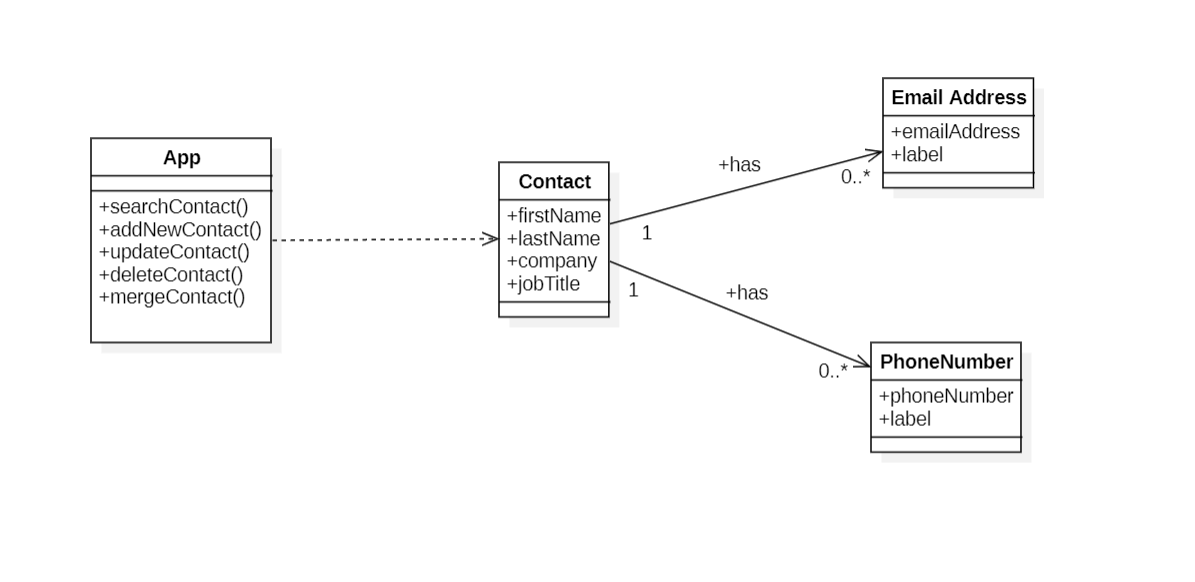 App
+searchContact()
+addNewContact()
+updateContact()
+deleteContact()
+mergeContact()
Contact
+firstName
+lastName
+company
+jobTitle
+has
1
0..*
Email Address
+emailAddress
+label
+has
1
0..*
PhoneNumber
+phoneNumber
+label